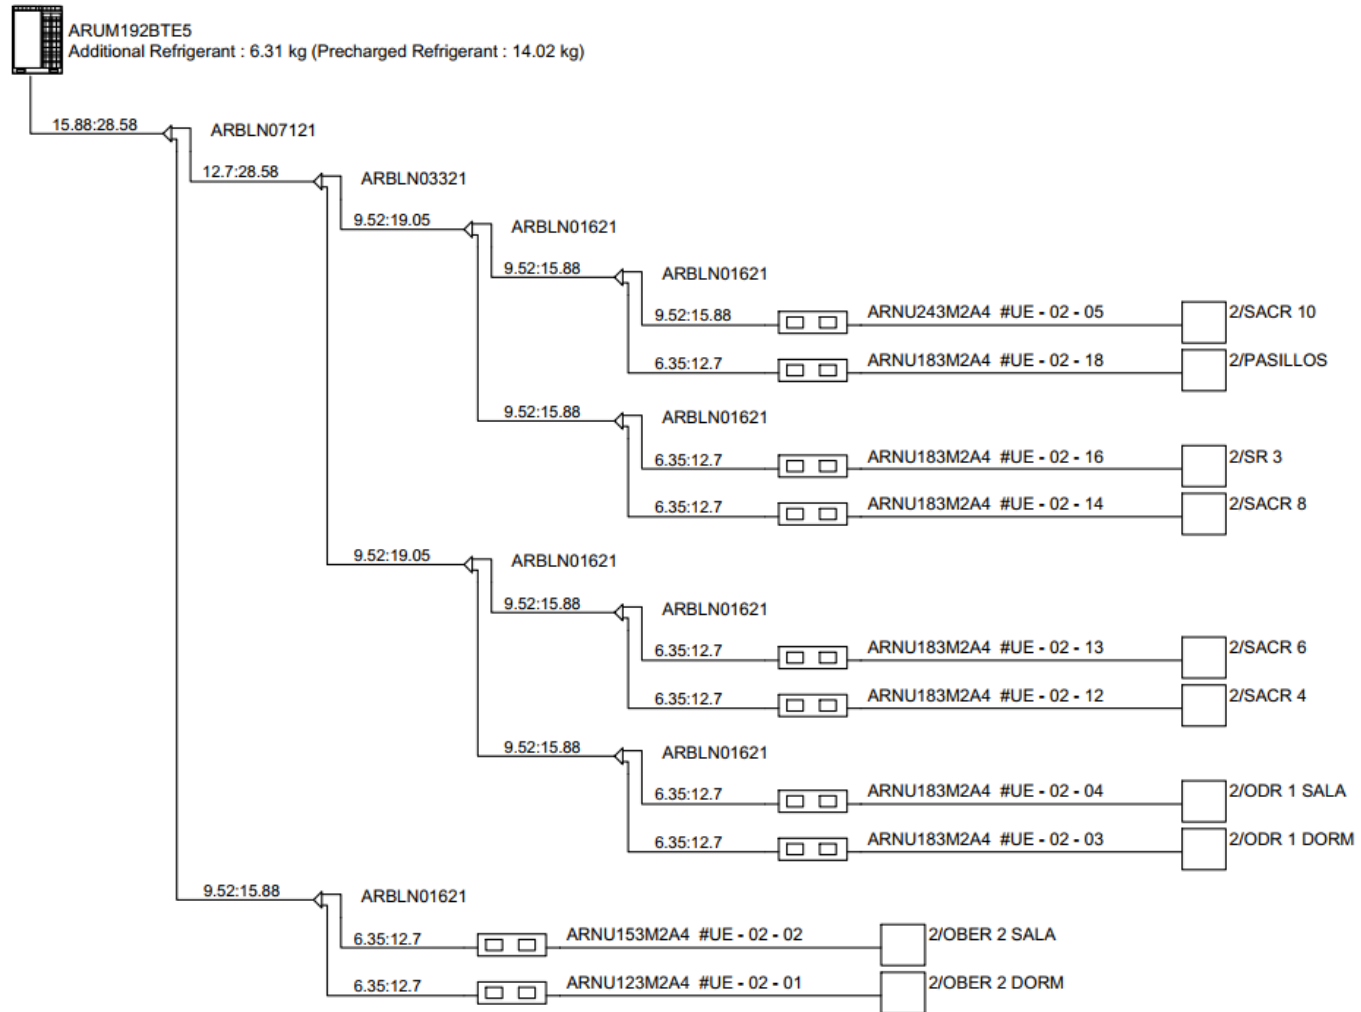 ARUM192BTE5
Additional Refrigerant : 6.31 kg (Precharged Refrigerant : 14.02 kg)
15.88:28.58
ARBLN07121
12.7:28.58
ARBLN03321
9.52:19.05
ARBLN01621
9.52:15.88
ARBLN01621
9.52:15.88
ARNU243M2A4 #UE - 02 - 05
2/SACR 10
6.35:12.7
ARNU183M2A4 #UE - 02 - 18
2/PASILLOS
9.52:15.88
ARBLN01621
6.35:12.7
ARNU183M2A4 #UE - 02 - 16
2/SR 3
6.35:12.7
ARNU183M2A4 #UE - 02 - 14
2/SACR 8
9.52:19.05
ARBLN01621
9.52:15.88
ARBLN01621
6.35:12.7
ARNU183M2A4 #UE - 02 - 13
2/SACR 6
6.35:12.7
ARNU183M2A4 #UE - 02 - 12
2/SACR 4
9.52:15.88
ARBLN01621
6.35:12.7
ARNU183M2A4 #UE - 02 - 04
2/ODR 1 SALA
6.35:12.7
ARNU183M2A4 #UE - 02 - 03
2/ODR 1 DORM
9.52:15.88
ARBLN01621
6.35:12.7
ARNU153M2A4 #UE - 02 - 02
2/OBER 2 SALA
6.35:12.7
ARNU123M2A4 #UE - 02 - 01
2/OBER 2 DORM